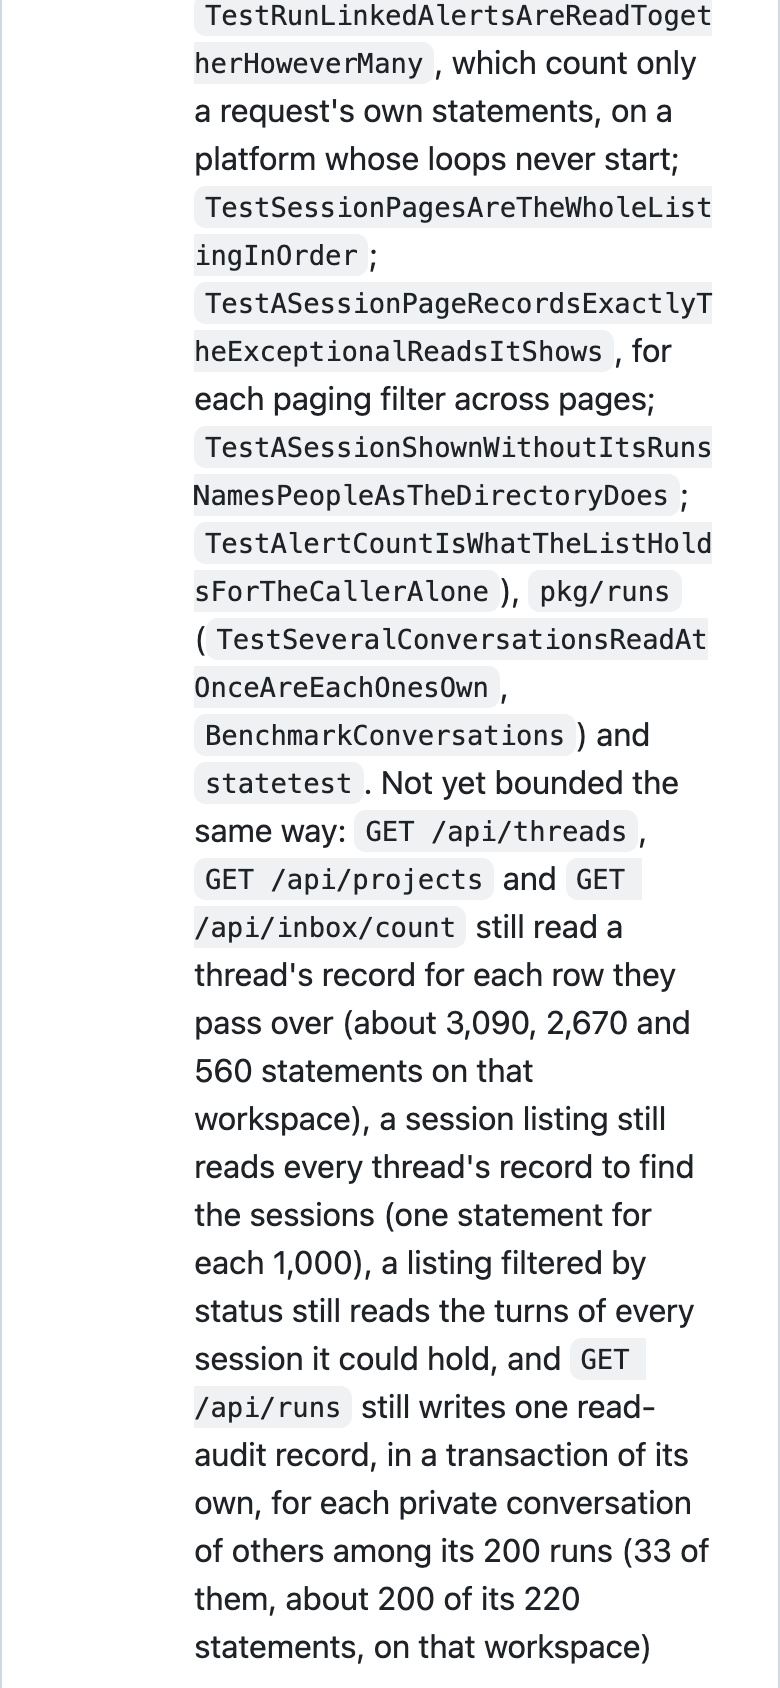 TestRunLinkedAlertsAreReadToget
herHoweverMany, which count only
a request's own statements, on a
platform whose loops never start;
TestSessionPagesAreTheWholeList
ingInOrder;
TestASessionPageRecordsExactlyT
heExceptionalReadsItShows, for
each paging filter across pages;
TestASessionShownWithoutItsRuns
NamesPeopleAsTheDirectoryDoes;
TestAlertCountIsWhatTheListHold
sForTheCallerAlone), pkg/runs
(TestSeveralConversationsReadAt
OnceAreEachOnesOwn,
BenchmarkConversations) and
statetest. Not yet bounded the
same way: GET /api/threads,
GET /api/projects and GET
/api/inbox/count still read a
thread's record for each row they
pass over (about 3,090, 2,670 and
560 statements on that
workspace), a session listing still
reads every thread's record to find
the sessions (one statement for
each 1,000), a listing filtered by
status still reads the turns of every
session it could hold, and GET
/api/runs still writes one read-
audit record, in a transaction of its
own, for each private conversation
of others among its 200 runs (33 of
them, about 200 of its 220
statements, on that workspace)